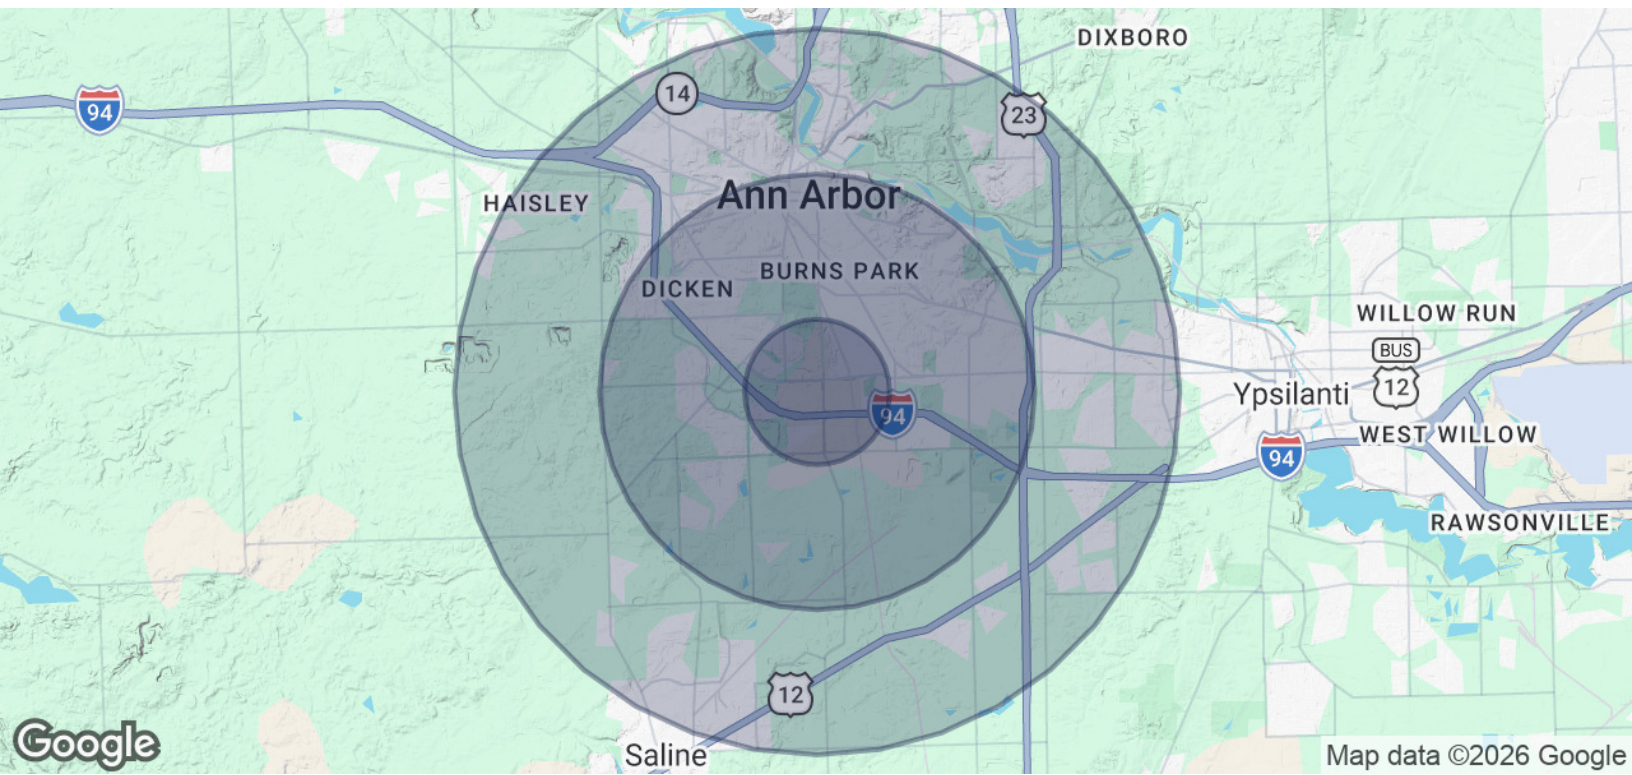 DIXBORO
94
14
23
HAISLEY
Ann Arbor
BURNS PARK
DICKEN
WILLOW RUN
BUS
12
Ypsilanti
94
WEST WILLOW
94
RAWSONVILLE
12
Saline
Google
Map data ©2026 Google